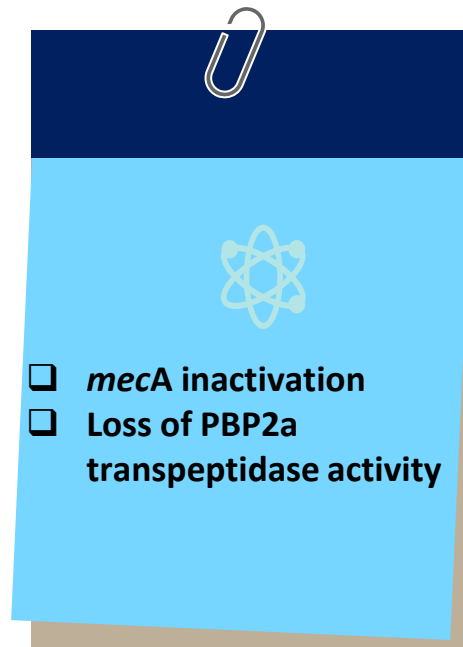 ❑ mecA inactivation
❑ Loss of PBP2a
transpeptidase activity